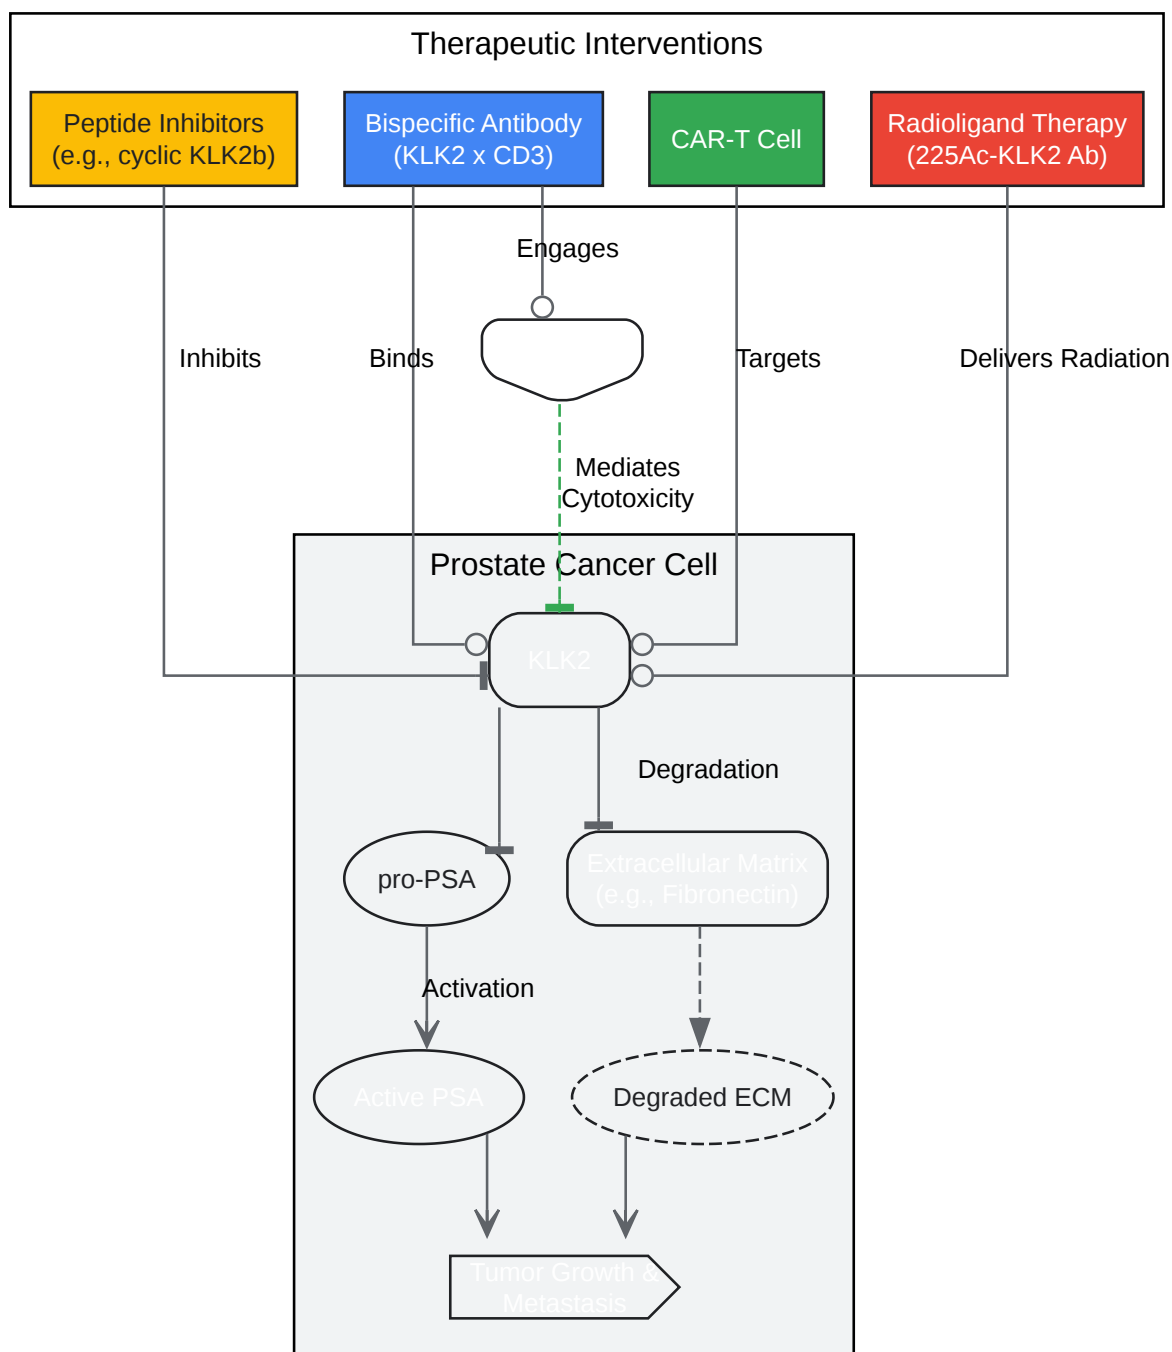 Therapeutic Interventions
Peptide Inhibitors
(e.g., cyclic KLK2b)
Bispecific Antibody
(KLK2 x CD3)
CAR-T Cell
Radioligand Therapy
(225Ac-KLK2 Ab)
Engages
Inhibits
Binds
Targets
Delivers Radiation
Mediates
Cytotoxicity
Prostate Cancer Cell
KLK2
Degradation
pro-PSA
Extracellular Matrix
(e.g., Fibronectin)
Activation
Active PSA
Degraded ECM
Tumor Growth &
Metastasis